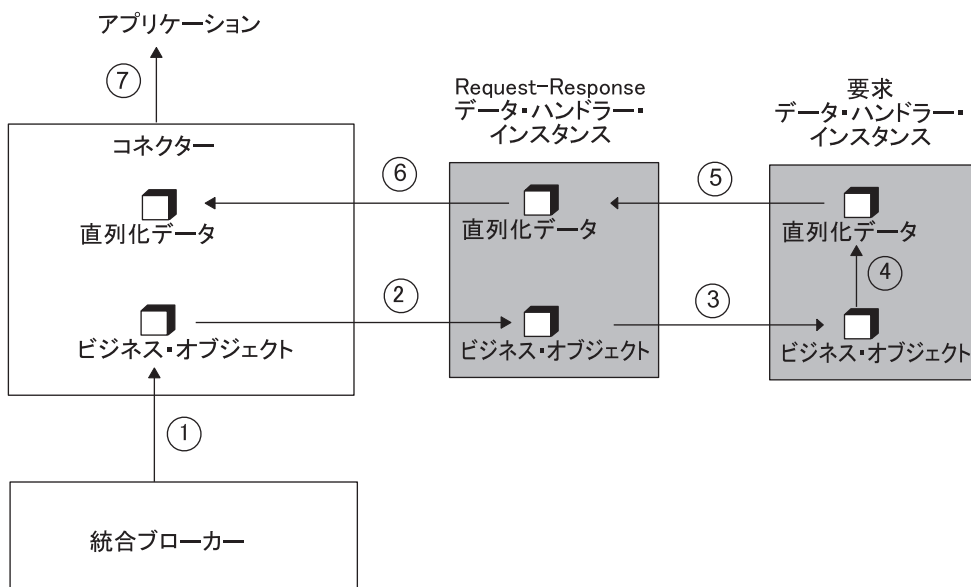 アプリケーション
⑦
Request-Response
データ・ハンドラー・
インスタンス
要求
データ・ハンドラー・
インスタンス
コネクター
⑥
⑤
直列化データ
直列化データ
直列化データ
④
②
③
ビジネス・オブジェクト
ビジネス・オブジェクト
ビジネス・オブジェクト
①
統合ブローカー